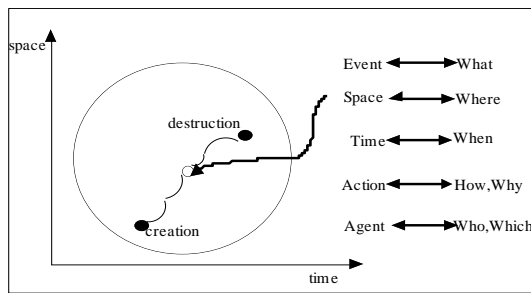 space
Event What
Space Where
destruction
Time When
Action How,Why
Agent Who,Which
creation
time